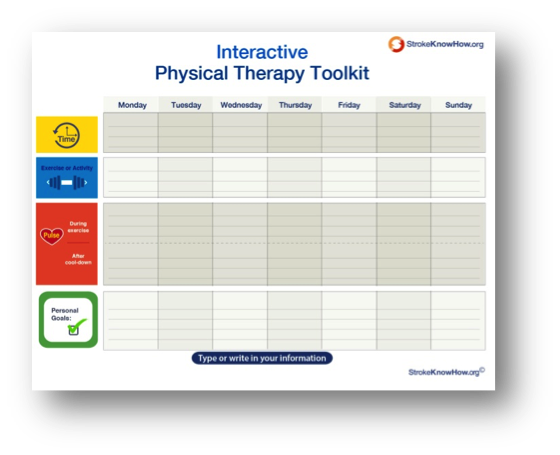 StrokeKnowHow.org
Interactive
Physical Therapy Toolkit
Monday Tuesday Wednesday Thursday Friday Saturday Sunday
Time
Exercise or Activity
Pulse
During
exercise
After
cool-down
Personal
Goals:
Type or write in your information
StrokeKnowHow.org©